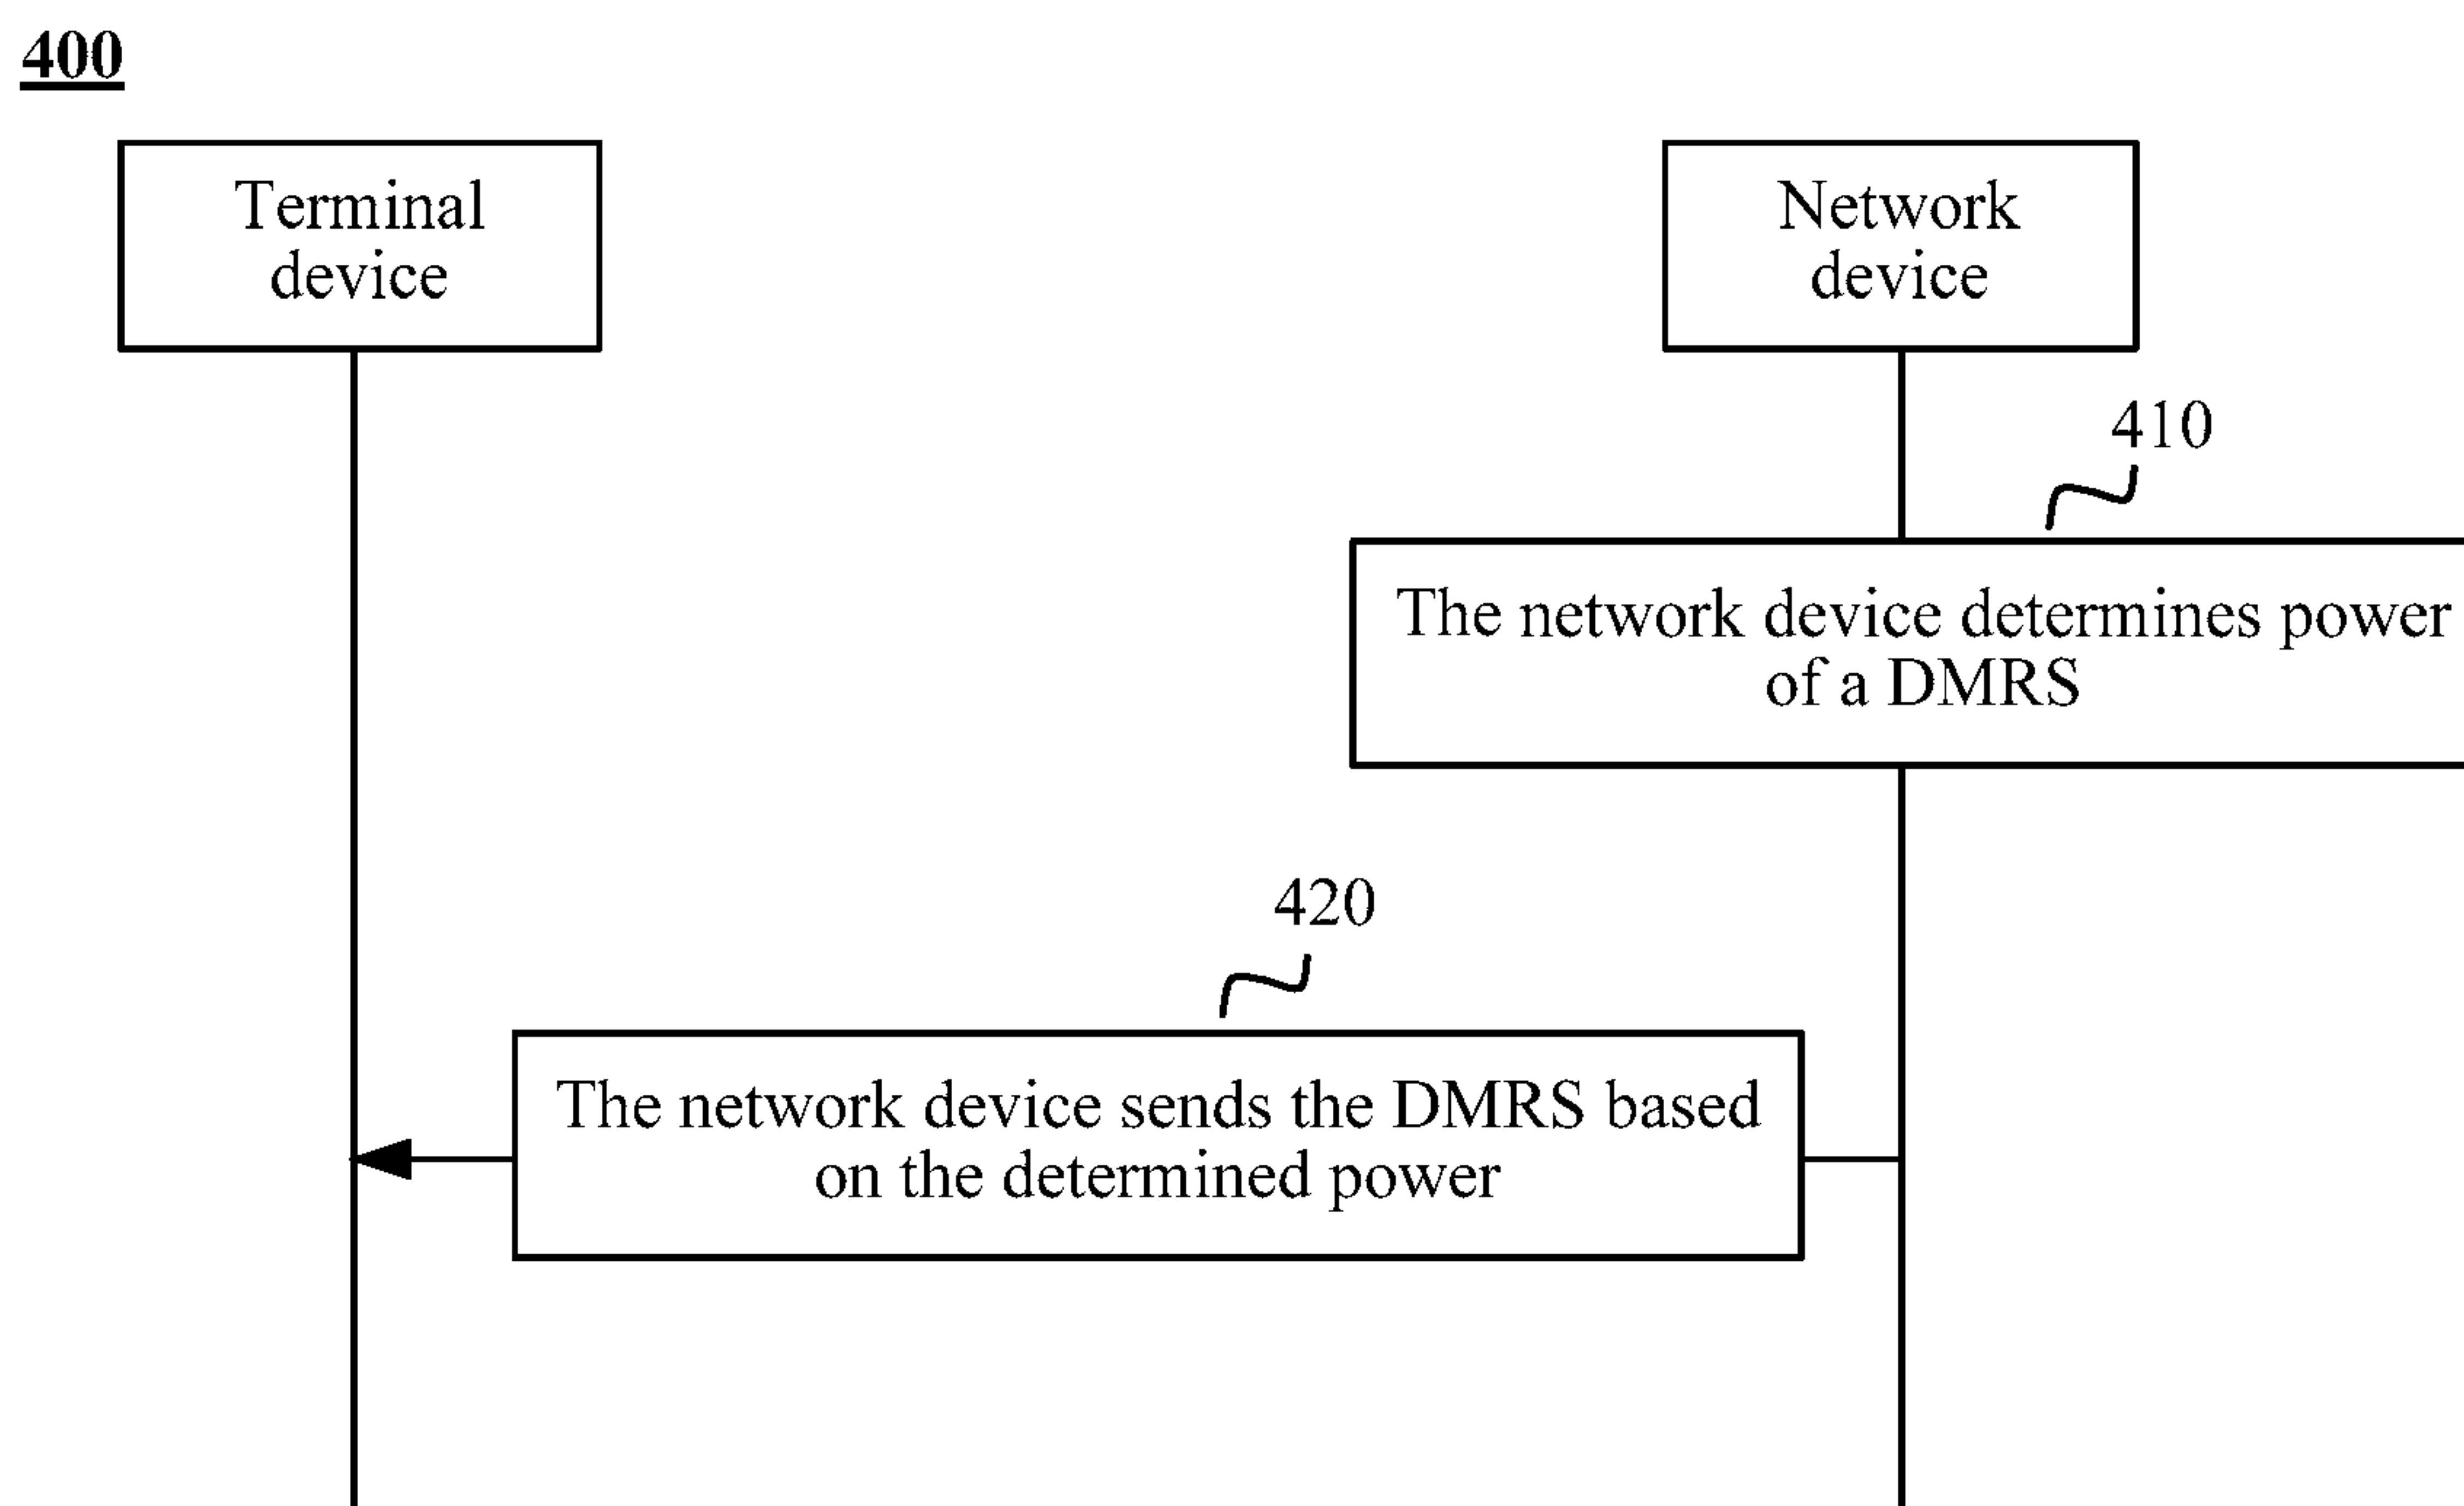 400
Terminal
device
Network
device
410
The network device determines power
of a DMRS
420
The network device sends the DMRS based
on the determined power